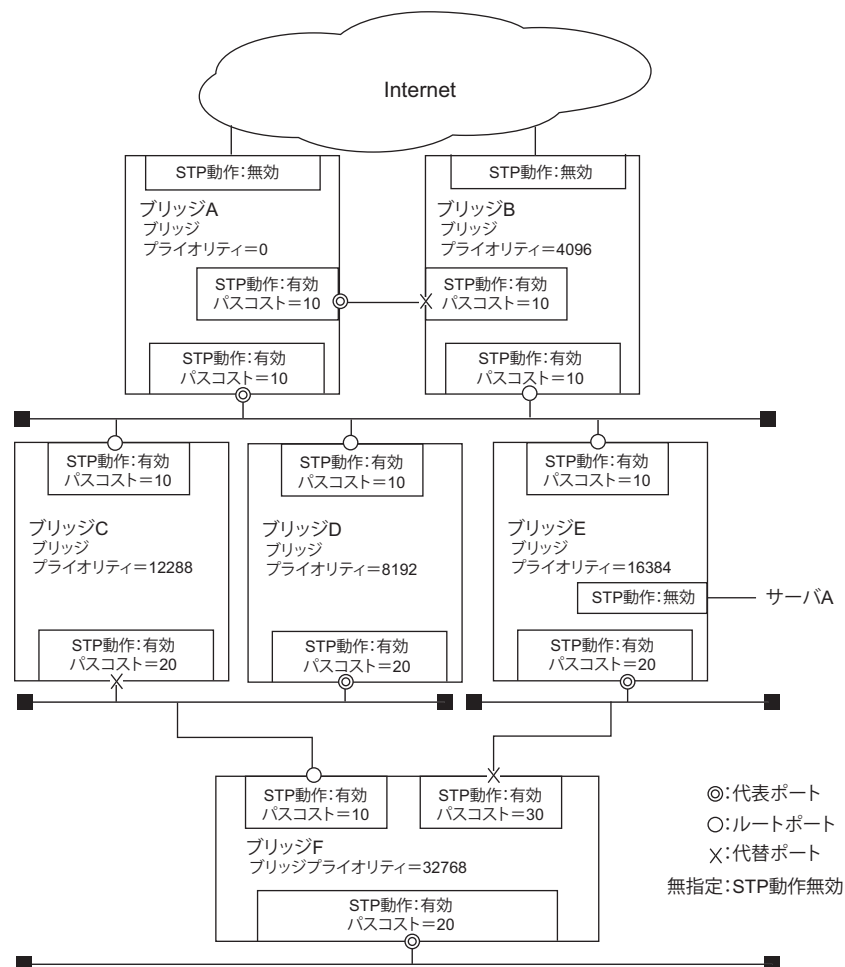 Internet
STP動作:無効
ブリッジA
ブリッジ
プライオリティ=0
STP動作:有効
パスコスト=10
STP動作:有効
パスコスト=10
STP動作:無効
ブリッジB
ブリッジ
プライオリティ=4096
STP動作:有効
パスコスト=10
STP動作:有効
パスコスト=10
STP動作:有効
パスコスト=10
ブリッジC
ブリッジ
プライオリティ=12288
STP動作:有効
パスコスト=20
STP動作:有効
パスコスト=10
ブリッジD
ブリッジ
プライオリティ=8192
STP動作:有効
パスコスト=20
STP動作:有効
パスコスト=10
ブリッジE
ブリッジ
プライオリティ=16384
STP動作:無効
サーバA
STP動作:有効
パスコスト=20
STP動作:有効
パスコスト=10
STP動作:有効
パスコスト=30
ブリッジF
ブリッジプライオリティ=32768
STP動作:有効
パスコスト=20
◎:代表ポート
○:ルートポート
×:代替ポート
無指定:STP動作無効